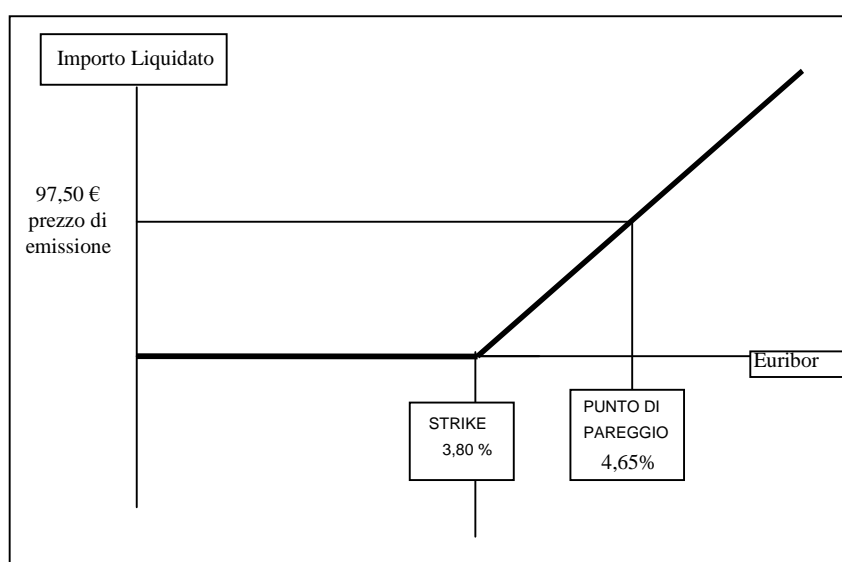 Importo Liquidato
97,50 €
prezzo di
emissione
Euribor
STRIKE
3,80 %
PUNTO DI
PAREGGIO
4,65%